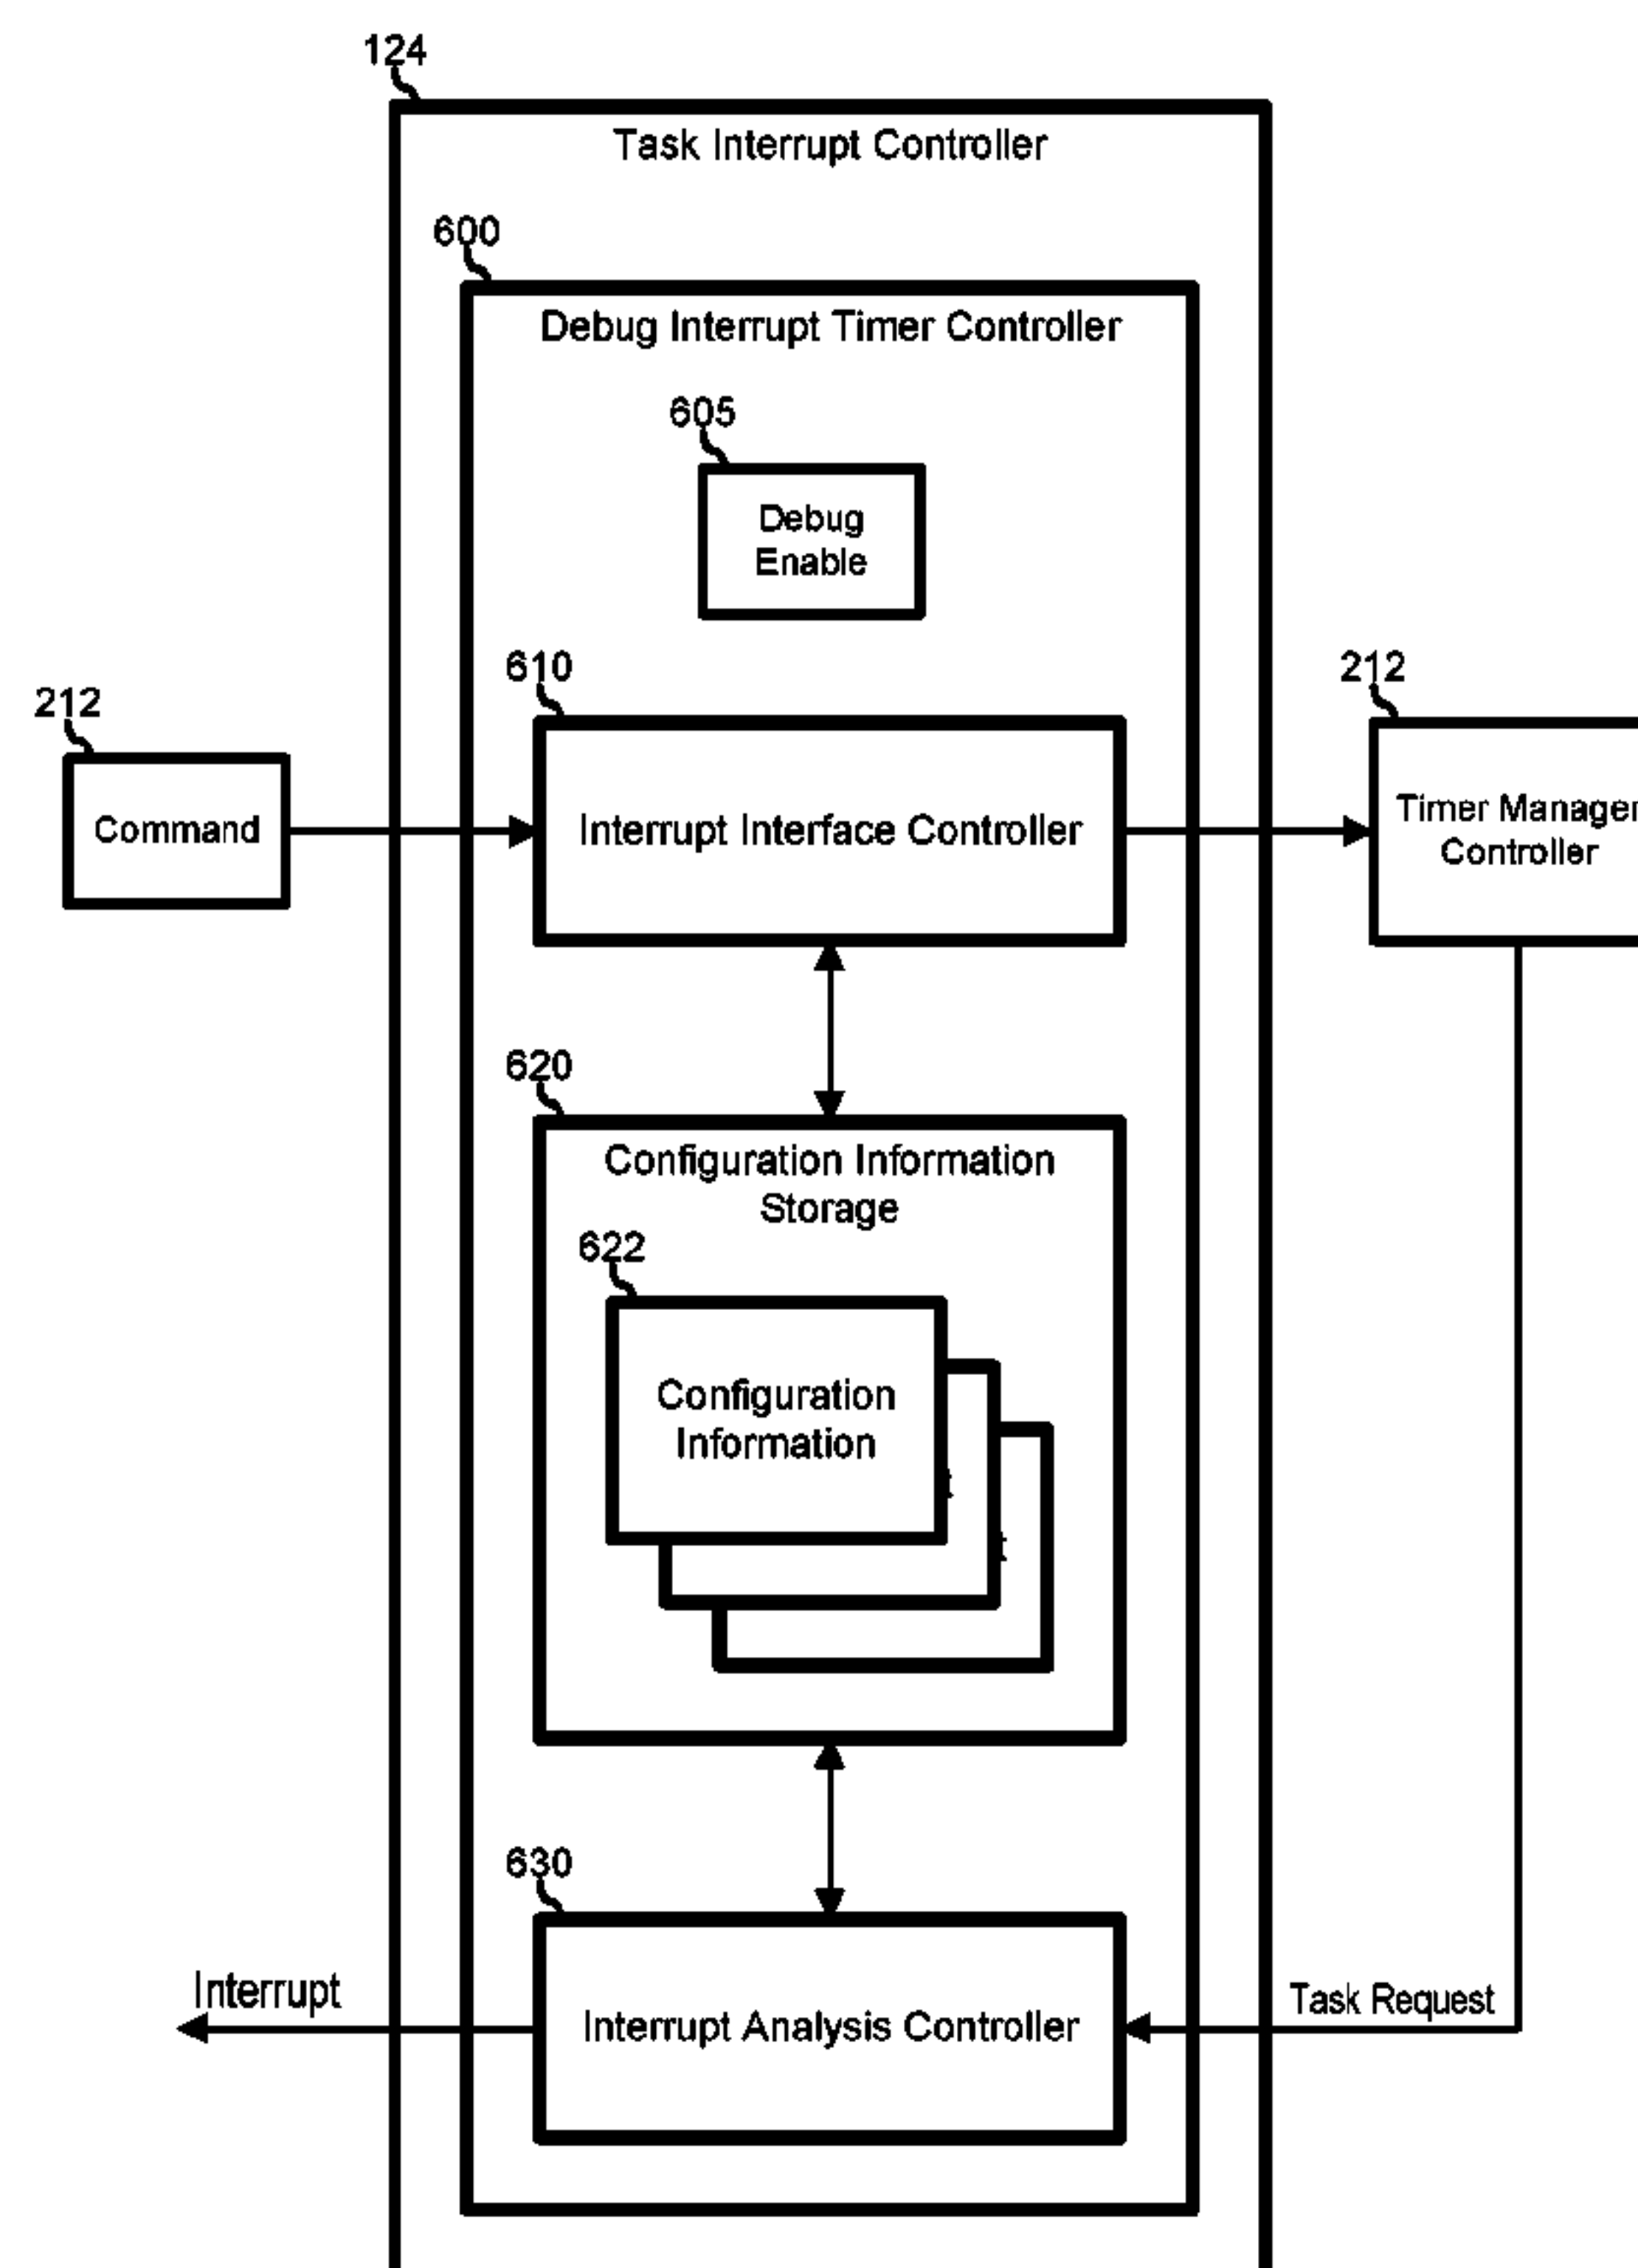 124
Task Interrupt Controller
600
Debug Interrupt Timer Controller
605
Debug
Enable
610
212
212
Command
Interrupt Interface Controller
Timer Manager
Controller
620
Configuration Information
Storage
622
Configuration
Information
630
Interrupt
Interrupt Analysis Controller
Task Request